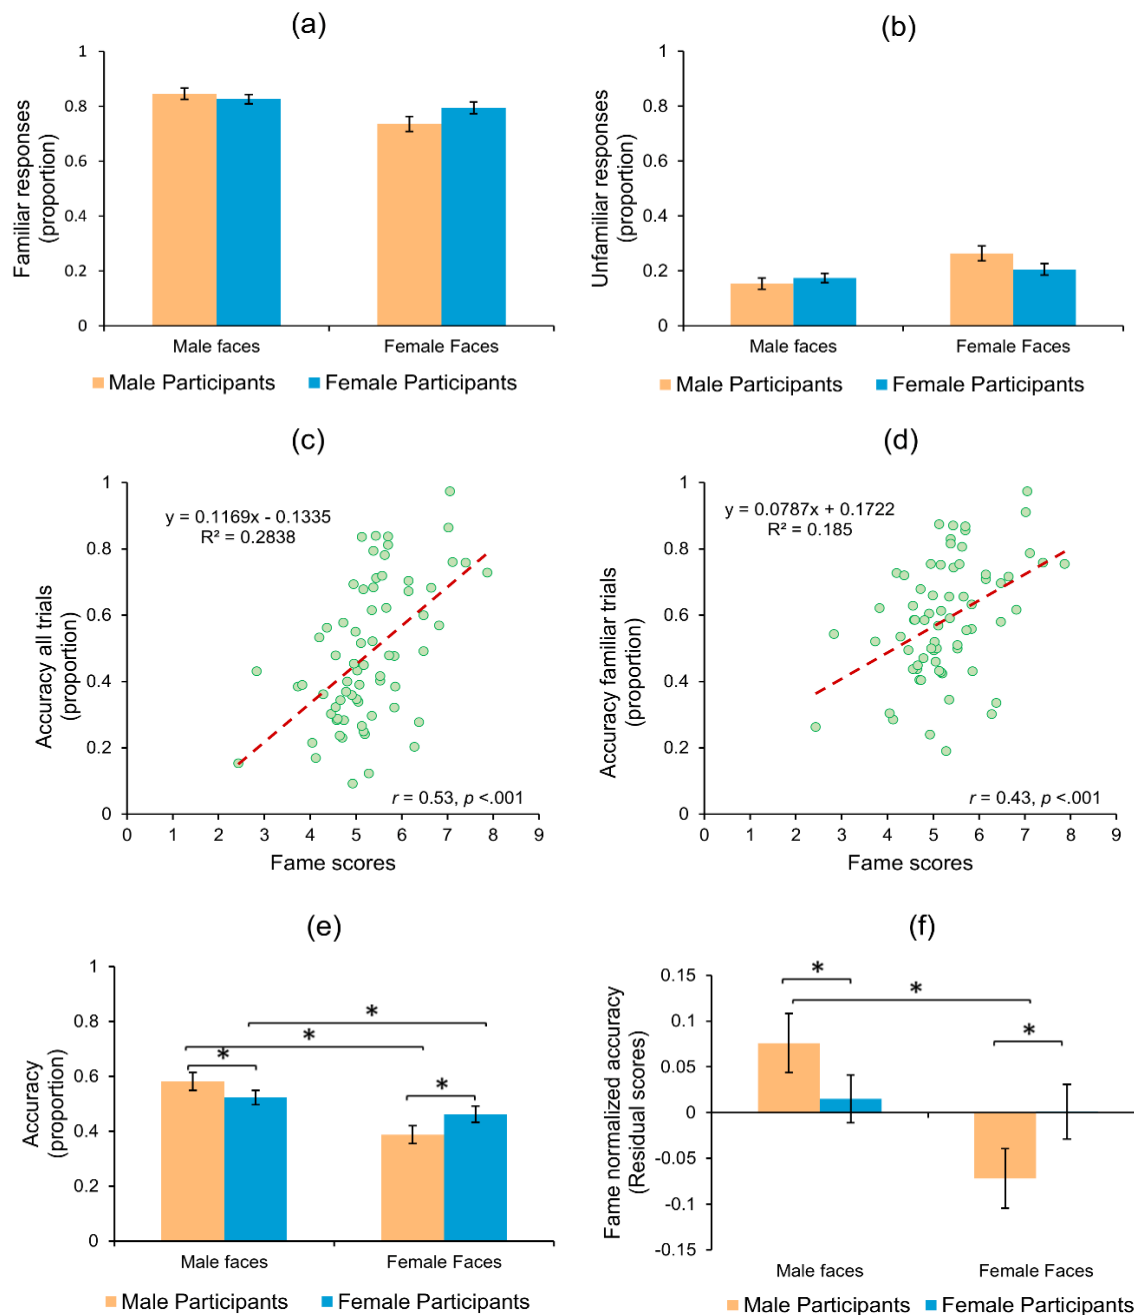 (a)
1
0.8
0.6
0.4
0.2
0
Familiar responses
(proportion)
Male faces
Female Faces
Male Participants
Female Participants
(b)
1
0.8
0.6
0.4
0.2
0
Unfamiliar responses
(proportion)
Male faces
Female Faces
Male Participants
Female Participants
(c)
1
0.8
0.6
0.4
0.2
0
Accuracy all trials
(proportion)
y = 0.1169x - 0.1335
R² = 0.2838
r = 0.53, p <.001
0 1 2 3 4 5 6 7 8 9
Fame scores
(d)
1
0.8
0.6
0.4
0.2
0
Accuracy familiar trials
(proportion)
y = 0.0787x + 0.1722
R² = 0.185
r = 0.43, p <.001
0 1 2 3 4 5 6 7 8 9
Fame scores
(e)
1
0.8
0.6
0.4
0.2
0
Accuracy
(proportion)
*
*
*
*
Male faces
Female Faces
Male Participants
Female Participants
(f)
0.15
0.1
0.05
0
-0.05
-0.1
-0.15
Fame normalized accuracy
(Residual scores)
*
*
*
Male faces
Female Faces
Male Participants
Female Participants